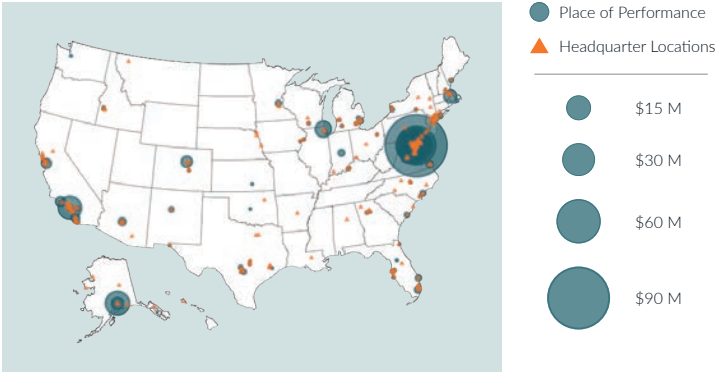 Place of Performance
Headquarter Locations
$15 M
$30 M
$60 M
$90 M